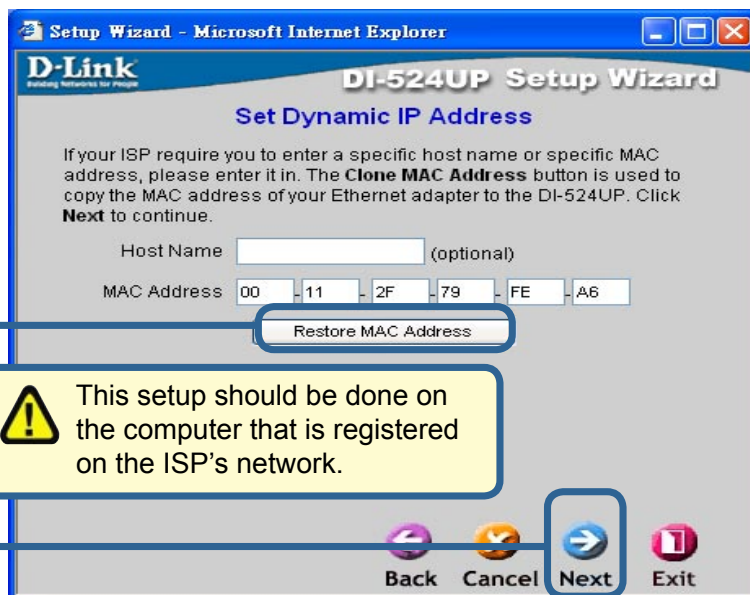 Setup Wizard - Microsoft Internet Explorer
D-Link
Building Networks for People
DI-524UP Setup Wizard
Set Dynamic IP Address
If your ISP require you to enter a specific host name or specific MAC
address, please enter it in. The Clone MAC Address button is used to
copy the MAC address of your Ethernet adapter to the DI-524UP. Click
Next to continue.
Host Name (optional)
MAC Address 00 - 11 - 2F - 79 - FE - A6
Restore MAC Address
This setup should be done on
the computer that is registered
on the ISP’s network.
Back Cancel Next Exit